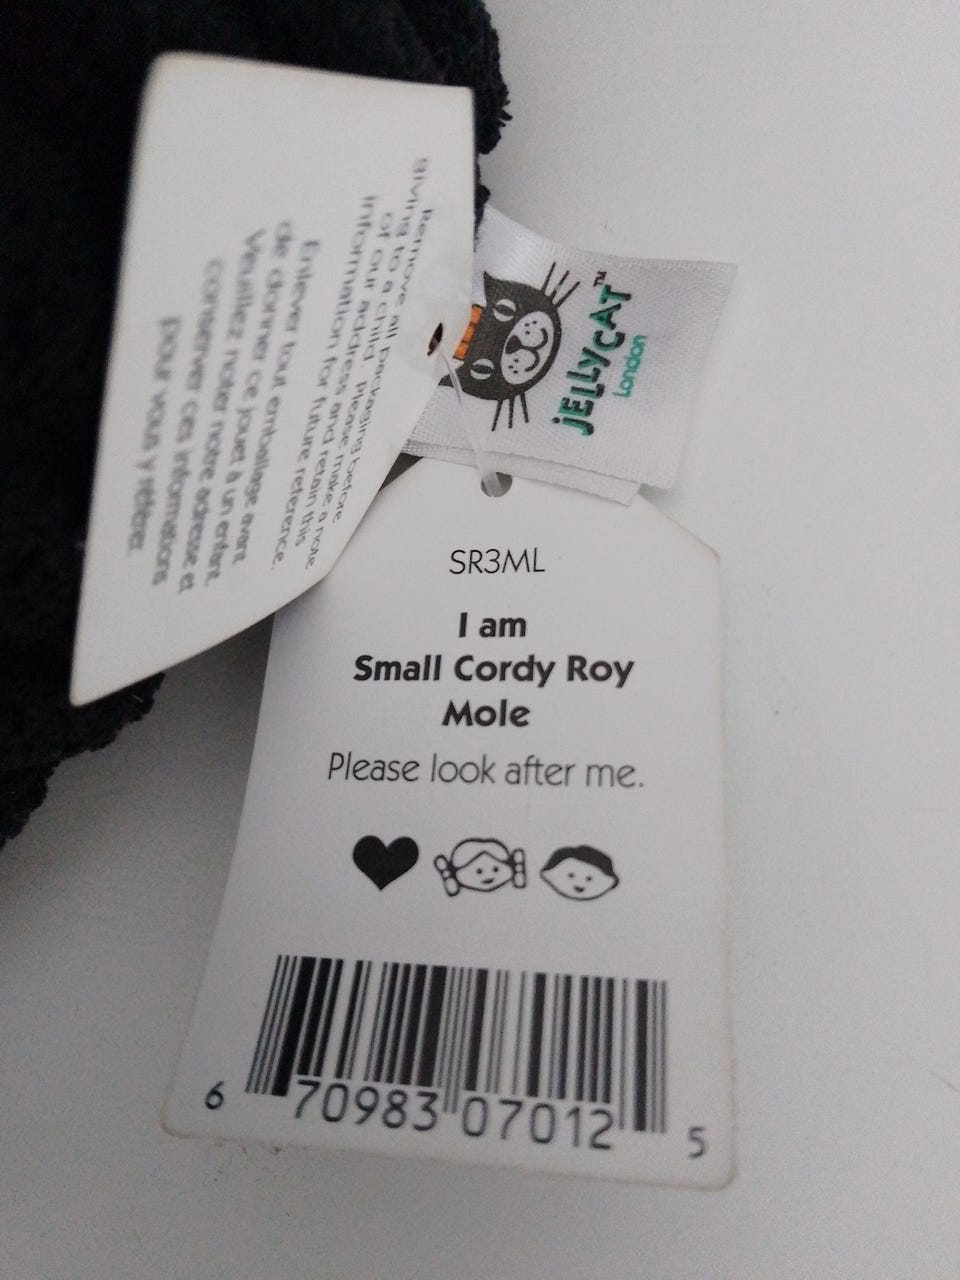 Remove all packaging before
giving to a child. Please make a note
of our address and retain this
information for future reference.
Enlever tout emballage avant
de donner ce jouet à un enfant.
Veuillez noter notre adresse et
conserver ces informations
pour vous y référer.
jELLYCAT™
London
SR3ML
I am
Small Cordy Roy
Mole
Please look after me.
6 70983 07012 5